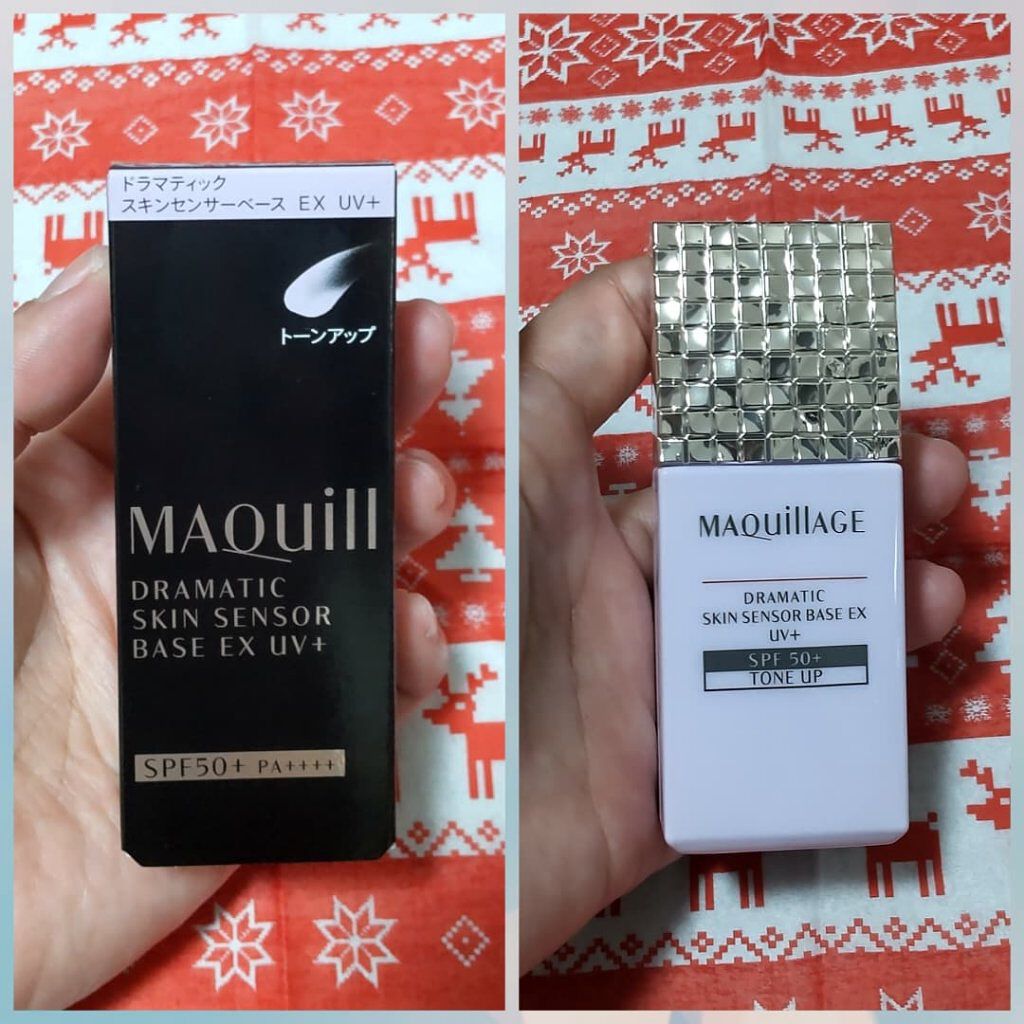 ドラマティック
スキンセンサーベース EX UV+
トーンアップ
MAQuill
DRAMATIC
SKIN SENSOR
BASE EX UV+
SPF50+ PA++++
MAQuillAGE
DRAMATIC
SKIN SENSOR BASE EX
UV+
SPF 50+
TONE UP